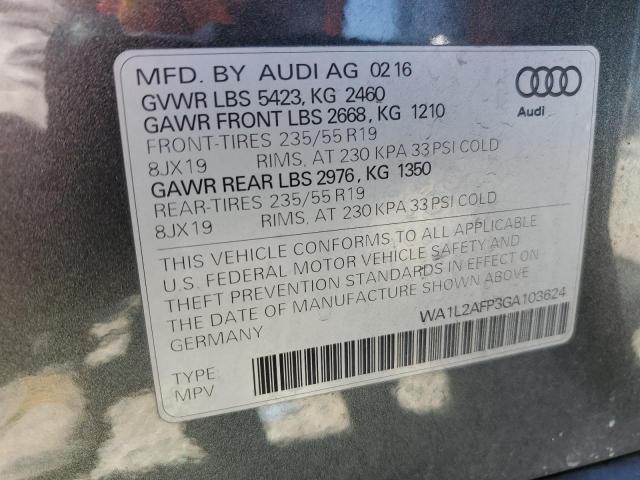 MFD. BY AUDI AG 02 16
GVWR LBS 5423, KG 2460
GAWR FRONT LBS 2668, KG 1210
FRONT-TIRES 235/55 R19
8JX19 RIMS, AT 230 KPA 33 PSI COLD
GAWR REAR LBS 2976, KG 1350
REAR-TIRES 235/55 R19
8JX19 RIMS, AT 230 KPA 33 PSI COLD
Audi
THIS VEHICLE CONFORMS TO ALL APPLICABLE
U.S. FEDERAL MOTOR VEHICLE SAFETY AND
THEFT PREVENTION STANDARDS IN EFFECT ON
THE DATE OF MANUFACTURE SHOWN ABOVE
GERMANY
WA1L2AFP3GA103624
TYPE:
MPV